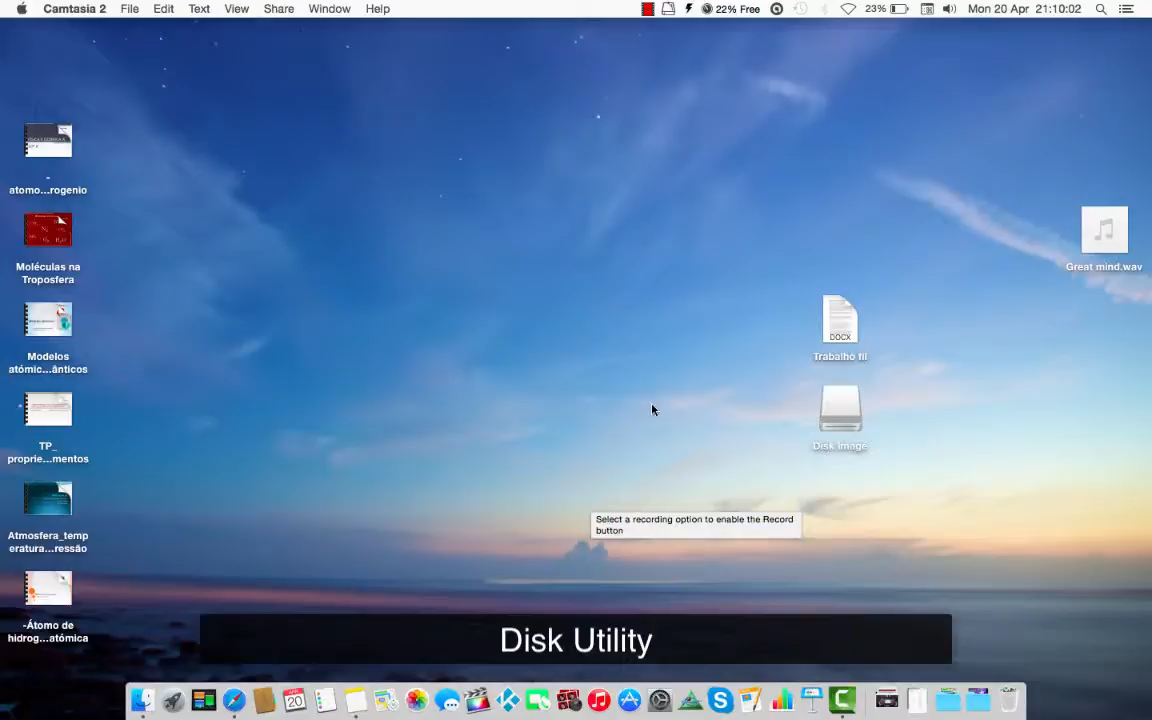 Camtasia 2 File Edit Text View Share Window Help
22% Free 23% Mon 20 Apr 21:10:02
-
atomo...rogenio
Moléculas na
Troposfera
Modelos
atómic...ânticos
TP_
proprie...mentos
Atmosfera_temp
eratura...ressão
-Átomo de
hidrog...atómica
Great mind.wav
DOCX
Trabalho fil
Disk Image
Select a recording option to enable the Record
button
Disk Utility